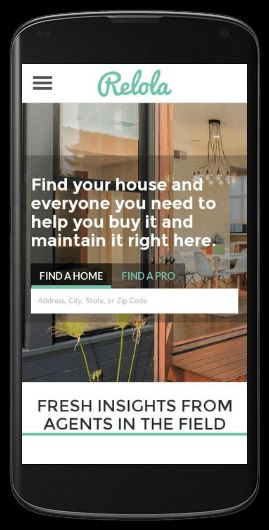 Relola
Find your house and
everyone you need to
help you buy it and
maintain it right here.
FIND A HOME FIND A PRO
Address, City, State, or Zip Code
FRESH INSIGHTS FROM
AGENTS IN THE FIELD